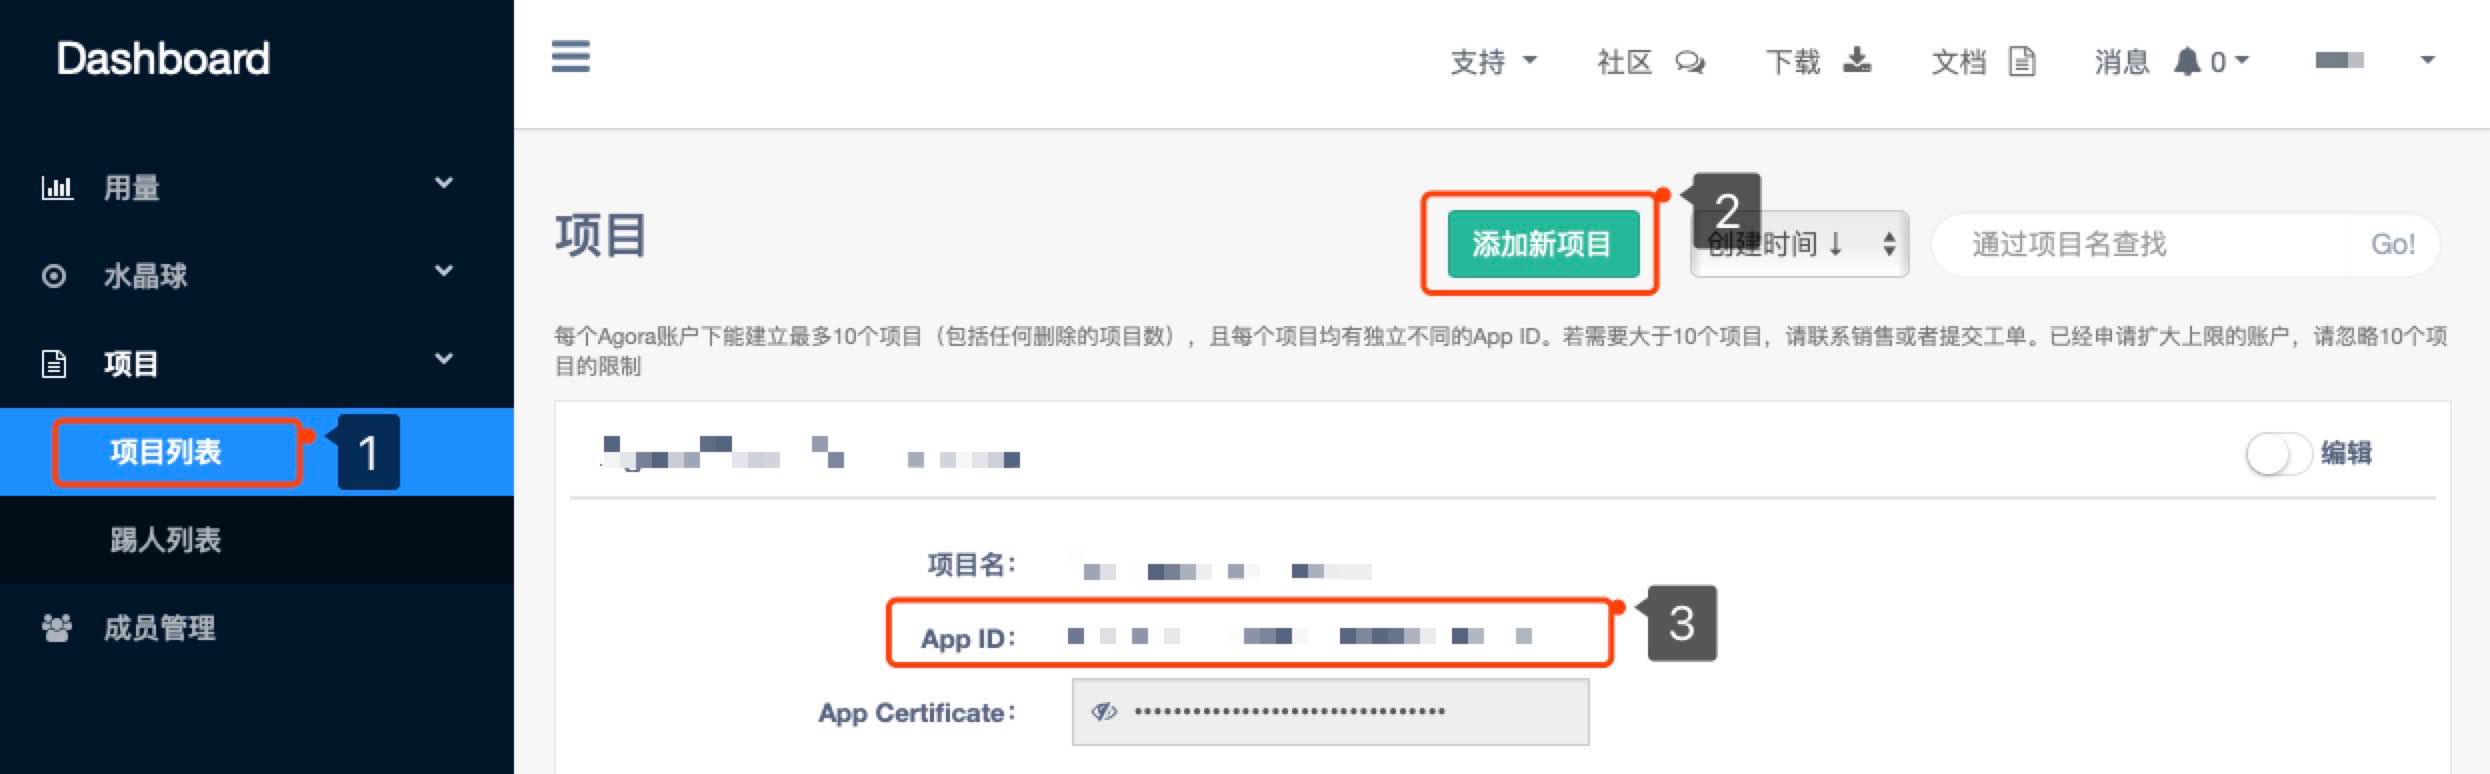 Dashboard
支持 社区 下载 文档 消息 0
用量
水晶球
项目
项目列表 1
踢人列表
成员管理
项目
添加新项目 2 创建时间 ↓ 通过项目名查找 Go!
每个Agora账户下能建立最多10个项目（包括任何删除的项目数），且每个项目均有独立不同的App ID。若需要大于10个项目，请联系销售或者提交工单。已经申请扩大上限的账户，请忽略10个项
目的限制
编辑
项目名：
App ID： 3
App Certificate： ••••••••••••••••••••••••••••••••